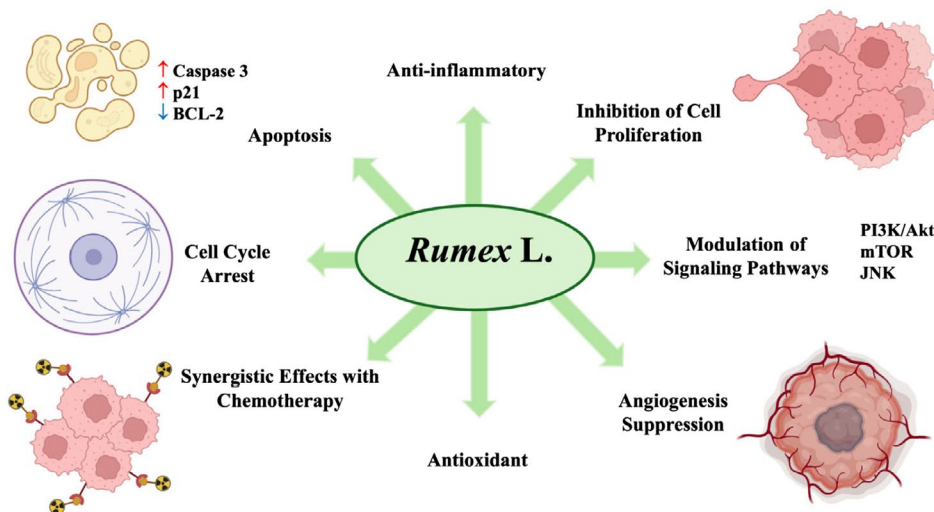 ↑ Caspase 3
↑ p21
↓ BCL-2
Apoptosis
Anti-inflammatory
Inhibition of Cell
Proliferation
Cell Cycle
Arrest
Rumex L.
Modulation of
Signaling Pathways
PI3K/Akt
mTOR
JNK
Synergistic Effects with
Chemotherapy
Antioxidant
Angiogenesis
Suppression